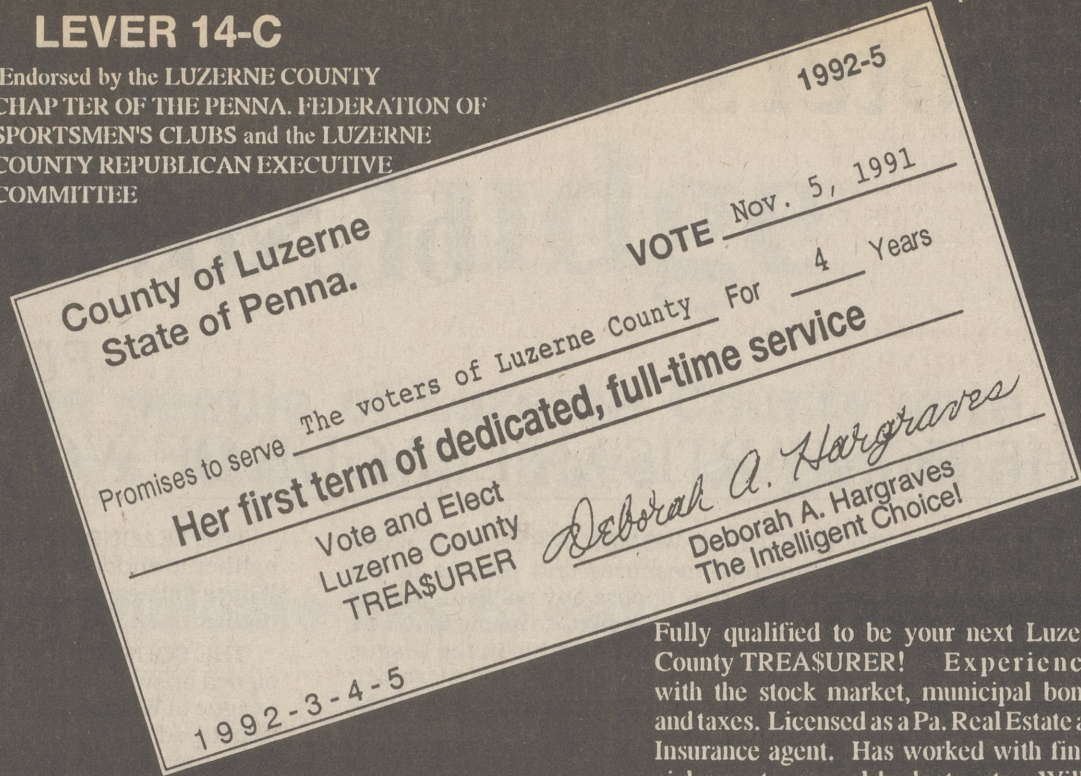 LEVER 14-C
Endorsed by the LUZERNE COUNTY
CHAP TER OF THE PENNA. FEDERATION OF
SPORTSMEN'S CLUBS and the LUZERNE
COUNTY REPUBLICAN EXECUTIVE
COMMITTEE
1992-5
County of Luzerne
State of Penna.
VOTE Nov. 5, 1991
Promises to serve The voters of Luzerne County For 4 Years
Her first term of dedicated, full-time service
Vote and Elect
Luzerne County
TREA$URER
Deborah A. Hargraves
Deborah A. Hargraves
The Intelligent Choice!
1992-3-4-5
Fully qualified to be your next Luze
County TREA$URER! Experienc
with the stock market, municipal bon
and taxes. Licensed as a Pa. Real Estate a
Insurance agent. Has worked with fin